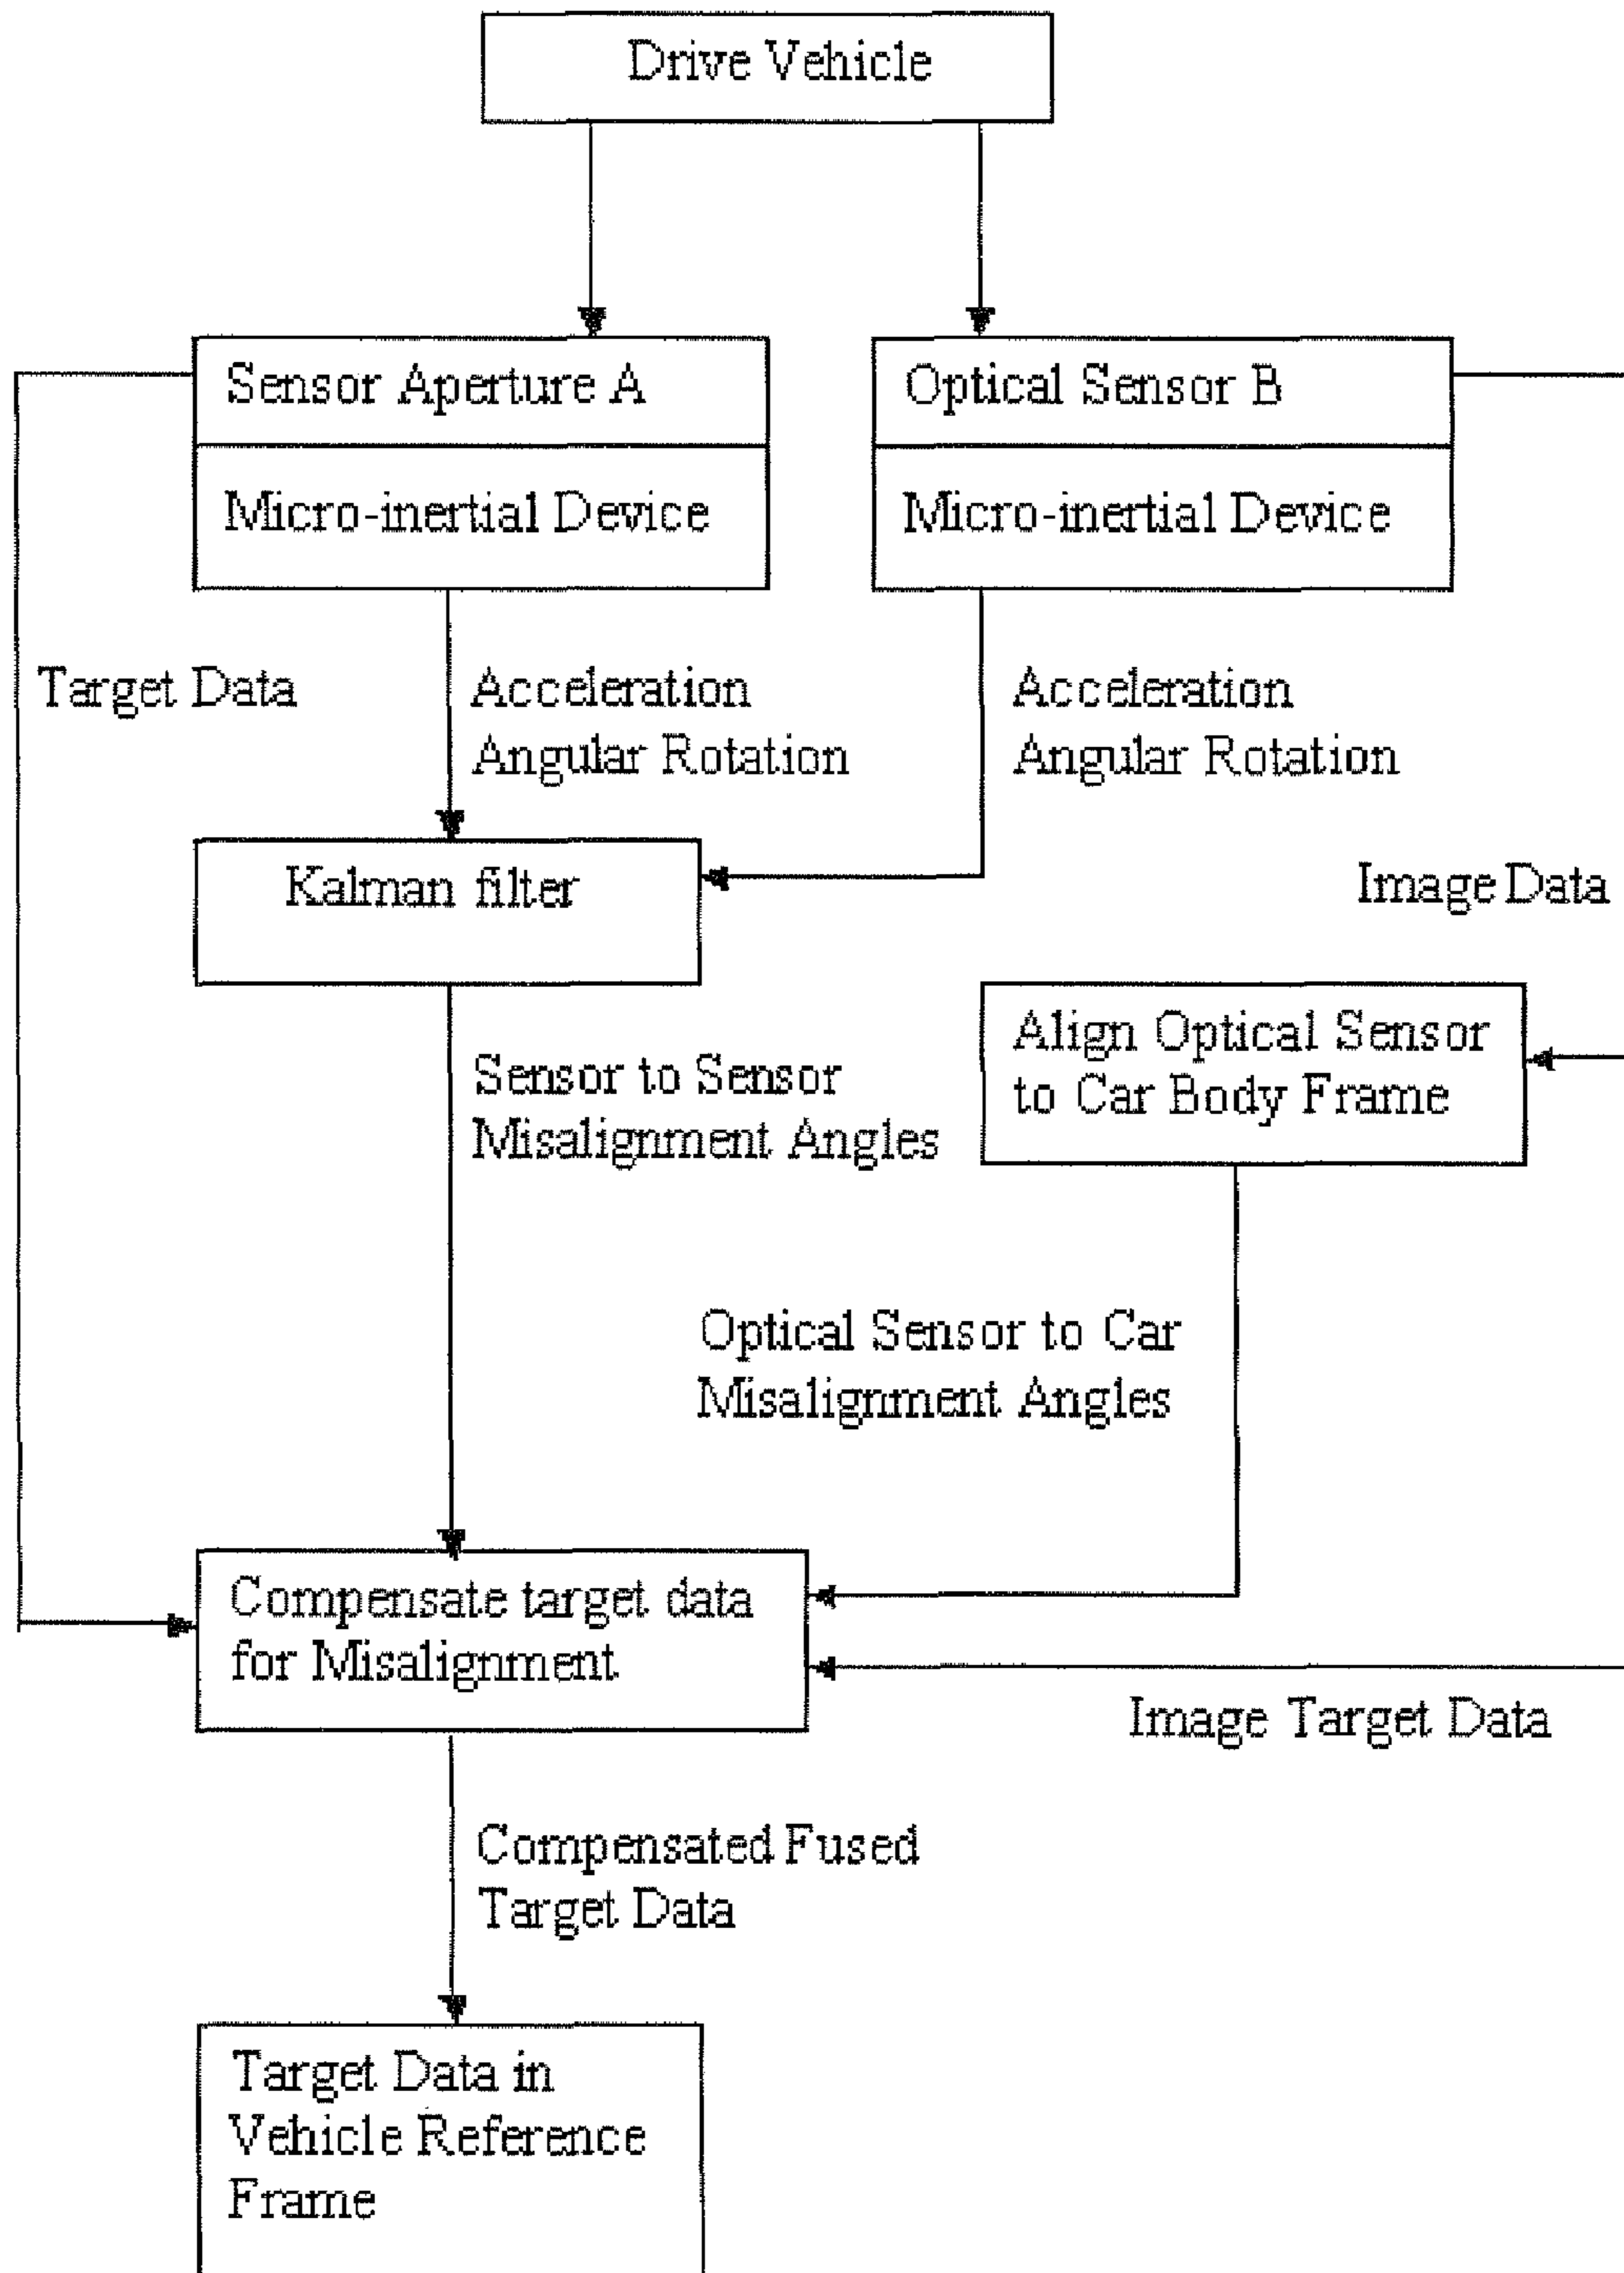 Drive Vehicle
Sensor Aperture A
Micro-inertial Device
Optical Sensor B
Micro-inertial Device
Target Data
Acceleration
Angular Rotation
Acceleration
Angular Rotation
Kalman filter
Image Data
Align Optical Sensor
to Car Body Frame
Sensor to Sensor
Misalignment Angles
Optical Sensor to Car
Misalignment Angles
Compensate target data
for Misalignment
Image Target Data
Compensated Fused
Target Data
Target Data in
Vehicle Reference
Frame